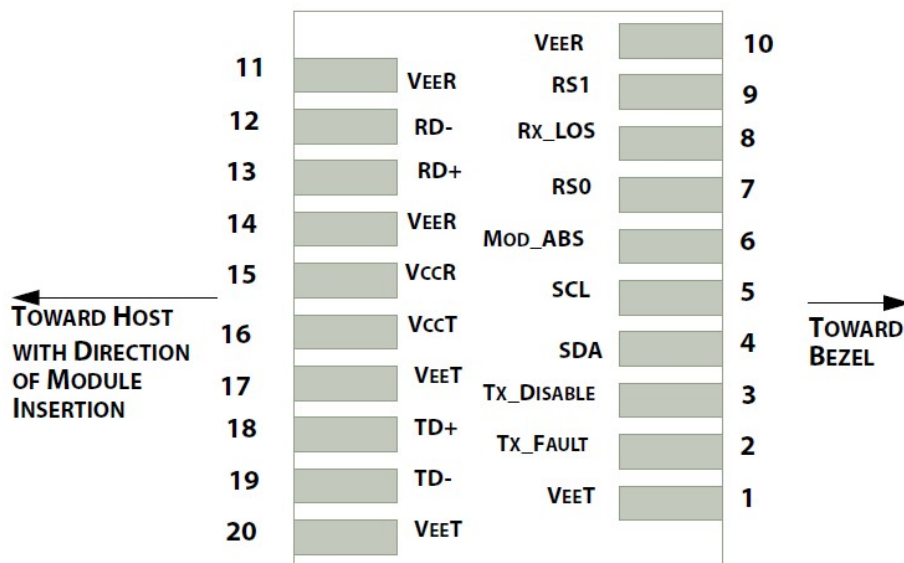 VEER 10
11 VEER
RS1 9
12 RD-
Rx_LOS 8
13 RD+
RS0 7
14 VEER
MOD_ABS 6
15 VCCR
SCL 5
TOWARD HOST
WITH DIRECTION
OF MODULE
INSERTION
TOWARD
BEZEL
16 VCCT
SDA 4
17 VEET
TX_DISABLE 3
18 TD+
TX_FAULT 2
19 TD-
VEET 1
20 VEET